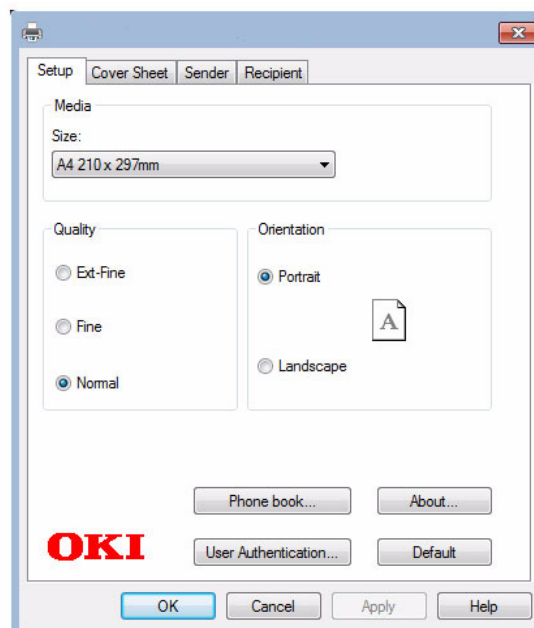 Setup Cover Sheet Sender Recipient
Media
Size:
A4 210 x 297mm
Quality
Ext-Fine
Fine
Normal
Orientation
Portrait
A
Landscape
Phone book... About...
OKI
User Authentication... Default
OK Cancel Apply Help